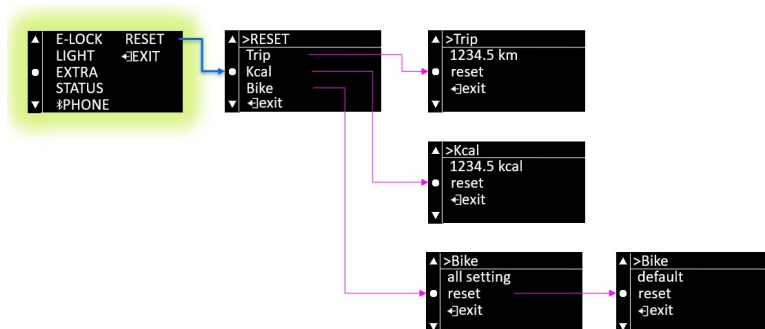 E-LOCK RESET
LIGHT EXIT
EXTRA
STATUS
PHONE
>RESET
Trip
Kcal
Bike
exit
>Trip
1234.5 km
reset
exit
>Kcal
1234.5 kcal
reset
exit
>Bike
all setting
reset
exit
>Bike
default
reset
exit